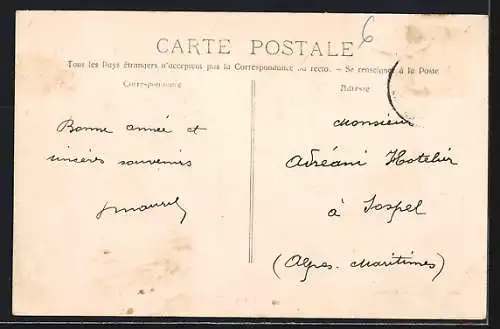 6
CARTE POSTALE
Tous les Pays étrangers n'acceptent pas la Correspondance au recto. - Se renseigner à la Poste
Correspondance
Bonne année et
sincères souvenirs
Adresse
Monsieur
Adréani Hotelier
à Sospel
(Alpes. Maritimes)